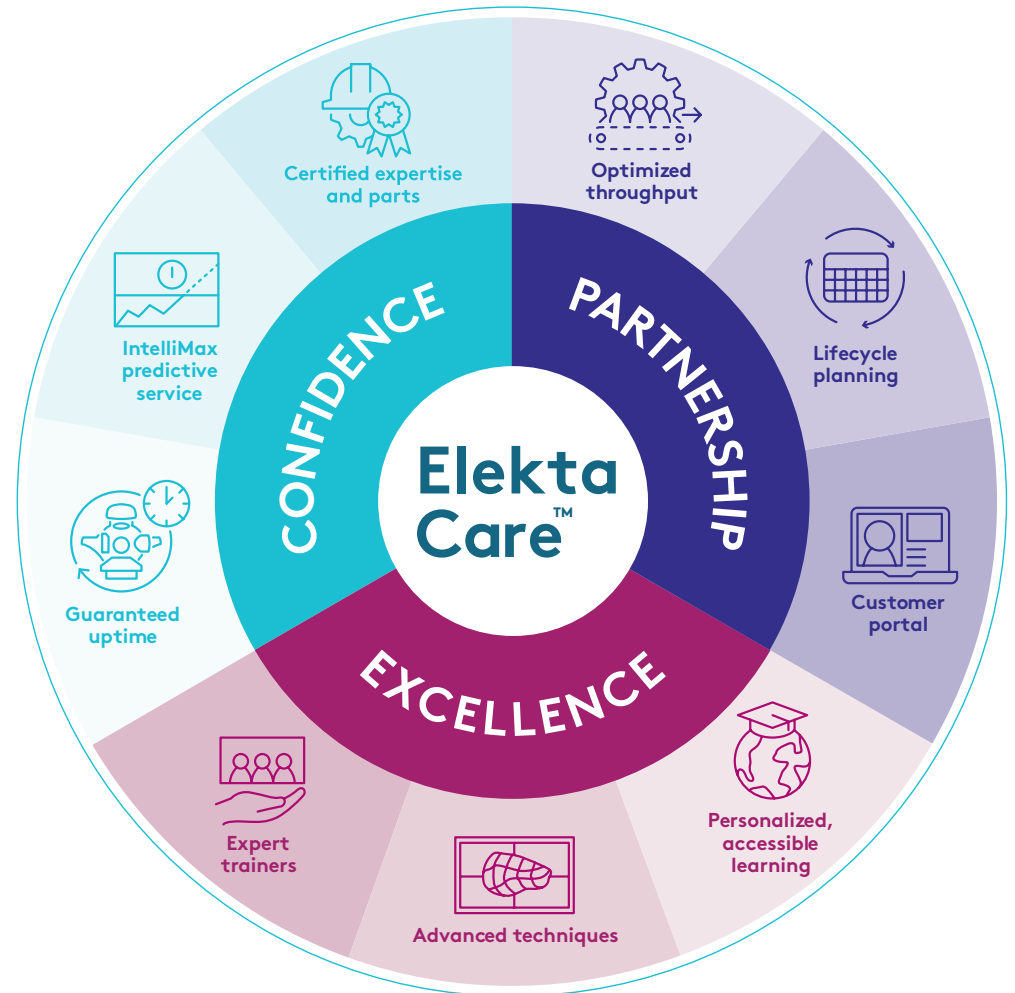 Certified expertise
and parts
Optimized
throughput
IntelliMax
predictive
service
Lifecycle
planning
CONFIDENCE
PARTNERSHIP
Elekta
Care™
Guaranteed
uptime
Customer
portal
EXCELLENCE
Expert
trainers
Advanced techniques
Personalized,
accessible
learning